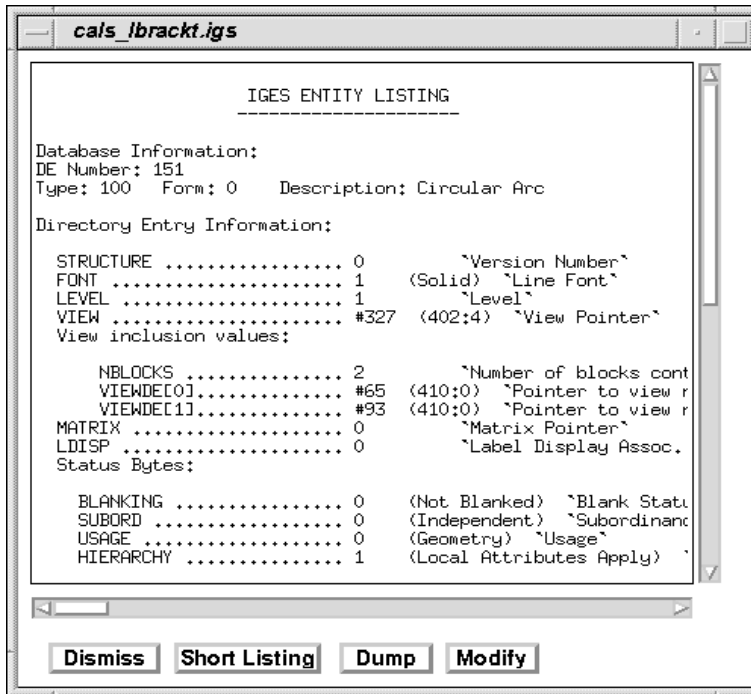 cals_lbrackt.igs
IGES ENTITY LISTING
---------------------
Database Information:
DE Number: 151
Type: 100   Form: 0    Description: Circular Arc
Directory Entry Information:
STRUCTURE ................. 0         `Version Number`
FONT ...................... 1    (Solid)  `Line Font`
LEVEL ..................... 1         `Level`
VIEW ...................... #327  (402:4)  `View Pointer`
View inclusion values:
NBLOCKS ............... 2         `Number of blocks cont
VIEWDE[0].............. #65  (410:0)  `Pointer to view r
VIEWDE[1].............. #93  (410:0)  `Pointer to view r
MATRIX .................... 0         `Matrix Pointer`
LDISP ..................... 0         `Label Display Assoc.
Status Bytes:
BLANKING ................. 0    (Not Blanked)  `Blank Statu
SUBORD ................... 0    (Independent)  `Subordinanc
USAGE .................... 0    (Geometry)  `Usage`
HIERARCHY ................ 1    (Local Attributes Apply)  `
Dismiss  Short Listing  Dump  Modify